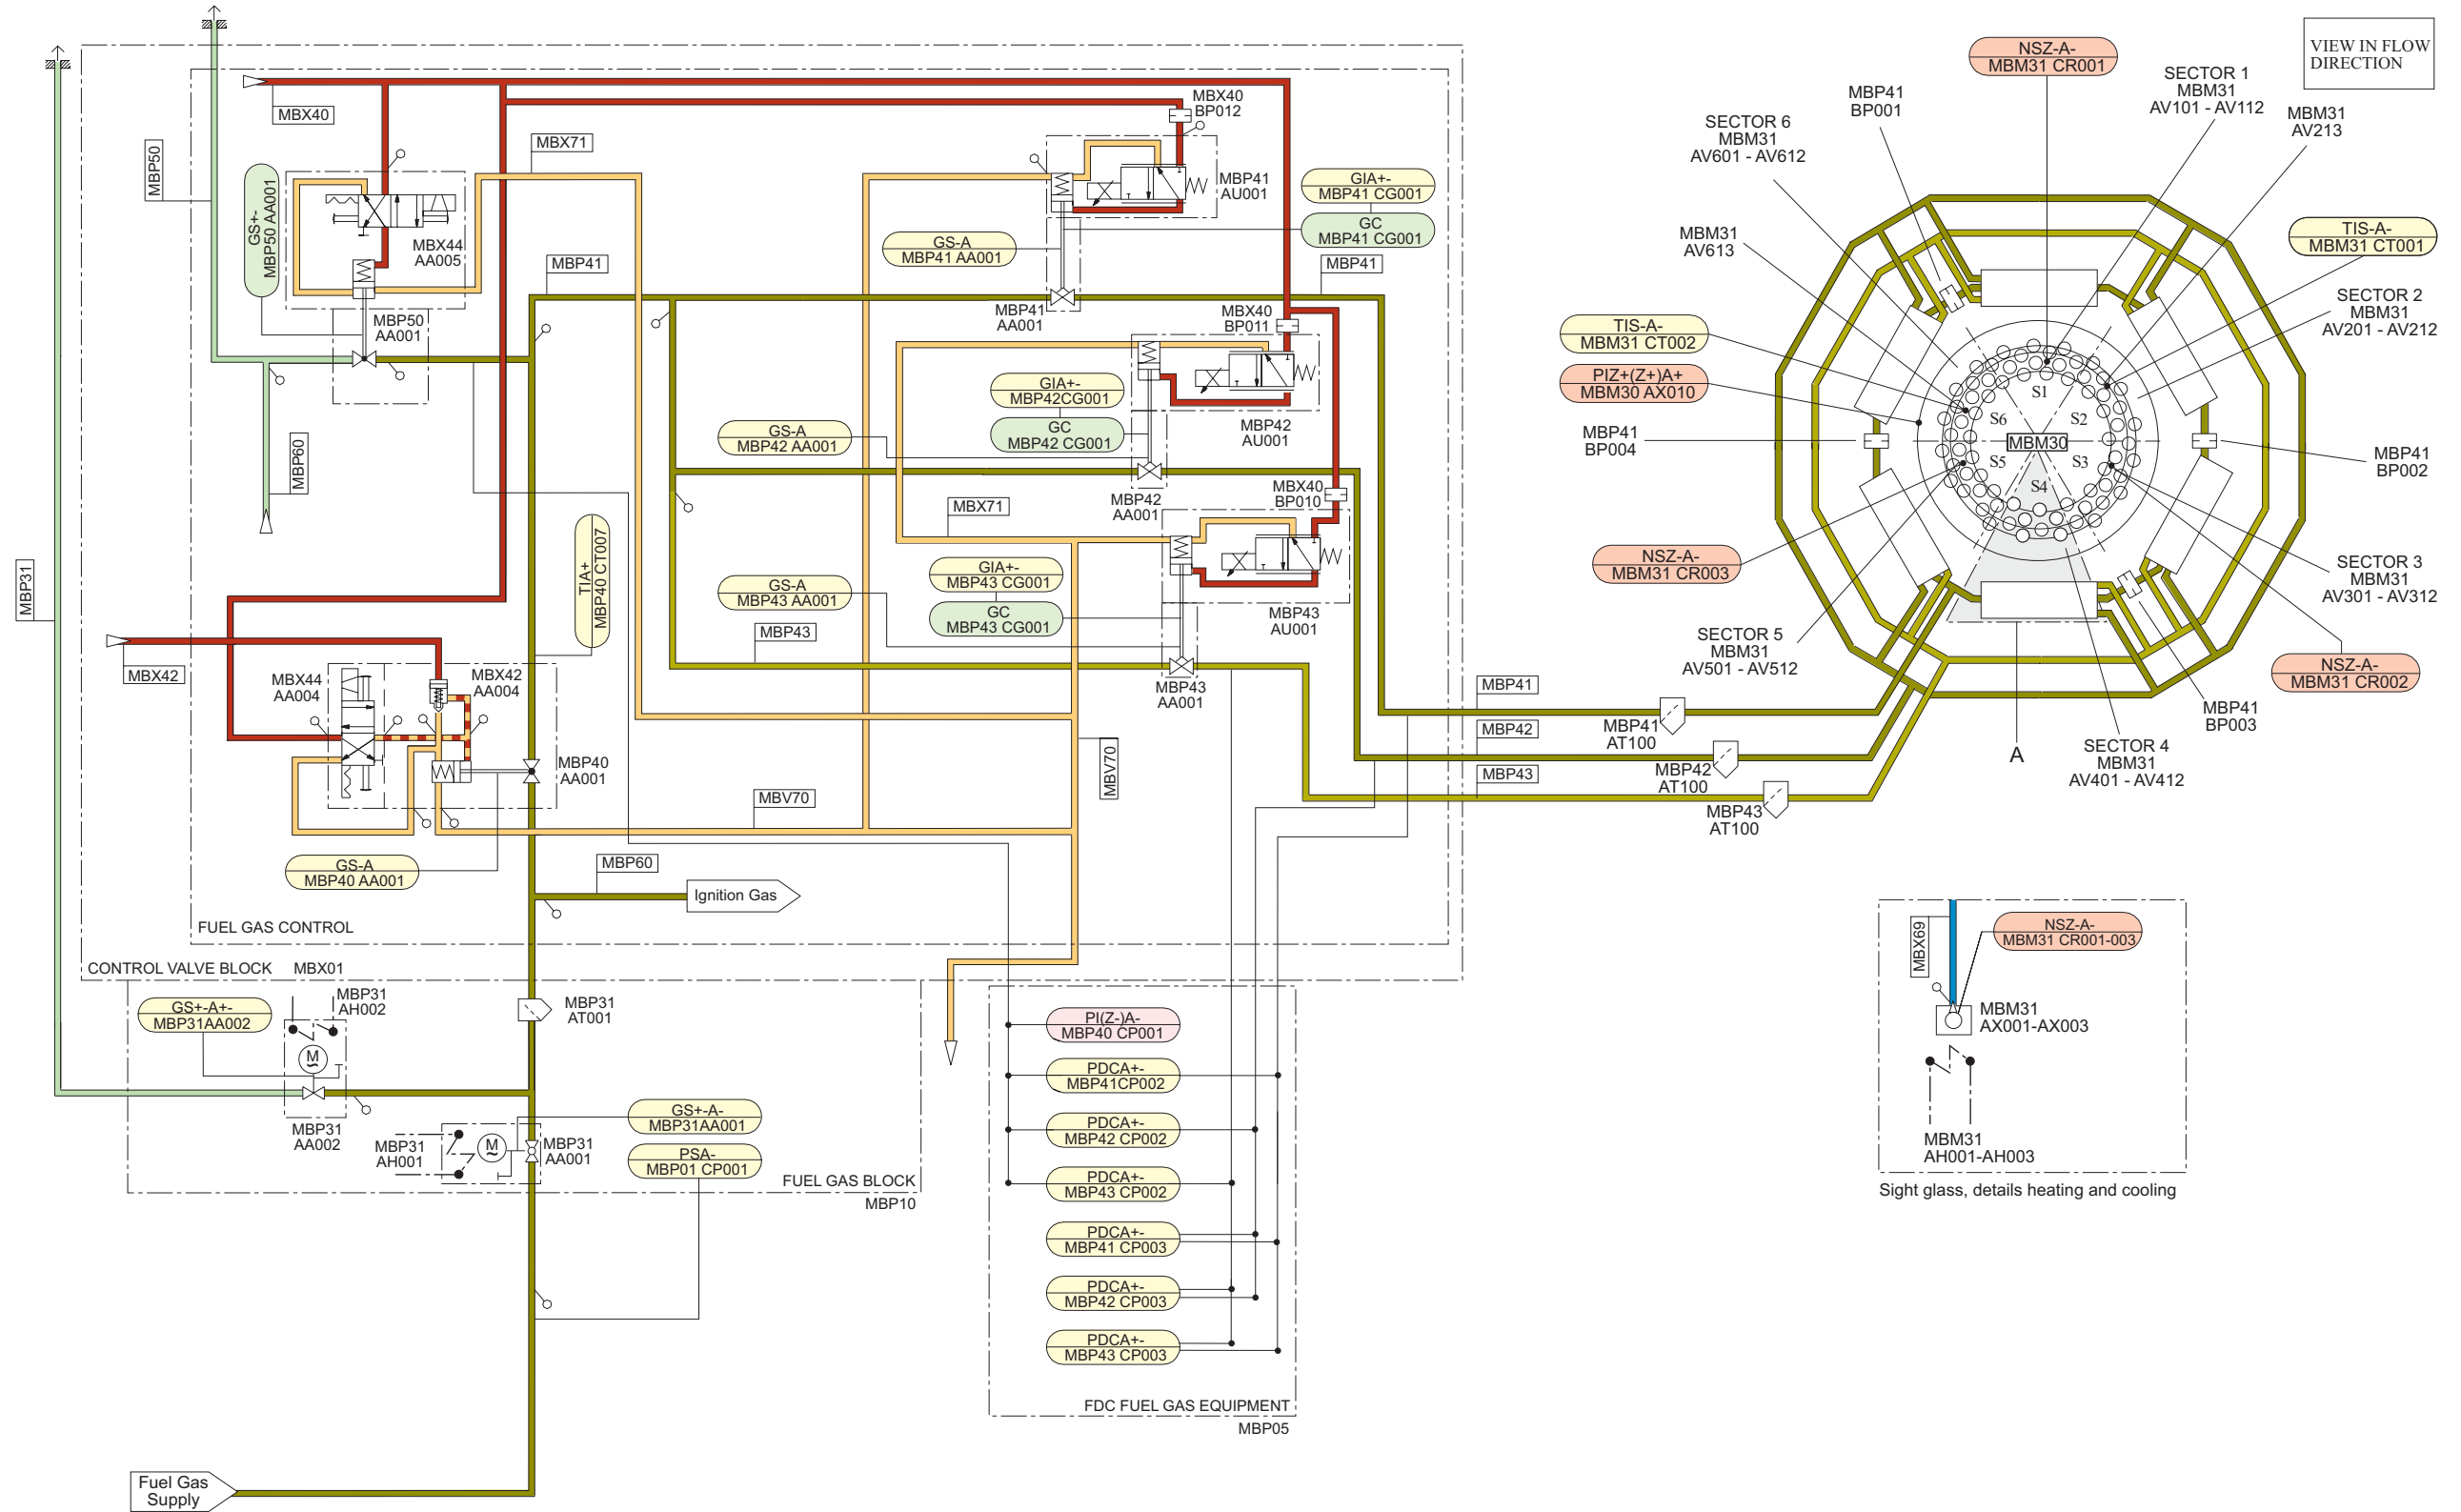 VIEW IN FLOW
DIRECTION
NSZ-A-
MBM31 CR001
SECTOR 1
MBM31
AV101 - AV112
MBP41
BP001
MBM31
AV213
SECTOR 6
MBM31
AV601 - AV612
MBX40
MBX40
BP012
MBX71
MBP50
GS+-
MBP50 AA001
MBX44
AA005
MBP41
AU001
GIA+-
MBP41 CG001
GC
MBP41 CG001
GS-A
MBP41 AA001
MBP41
MBP41
MBM31
AV613
TIS-A-
MBM31 CT001
SECTOR 2
MBM31
AV201 - AV212
MBP50
AA001
MBP41
AA001
MBX40
BP011
TIS-A-
MBM31 CT002
PIZ+(Z+)A+
MBM30 AX010
GIA+-
MBP42CG001
GC
MBP42 CG001
GS-A
MBP42 AA001
MBP42
AU001
MBP41
BP004
S1
S2
S3
S4
S5
S6
MBM30
MBP41
BP002
MBP60
MBP42
AA001
MBX40
BP010
MBX71
TIA+
MBP40 CT007
GIA+-
MBP43 CG001
GC
MBP43 CG001
GS-A
MBP43 AA001
MBP43
AU001
NSZ-A-
MBM31 CR003
SECTOR 3
MBM31
AV301 - AV312
MBP31
MBP43
SECTOR 5
MBM31
AV501 - AV512
NSZ-A-
MBM31 CR002
MBX42
MBX44
AA004
MBX42
AA004
MBP43
AA001
MBP41
MBP41
AT100
MBP42
MBP42
AT100
MBP43
MBP43
AT100
MBP41
BP003
A
SECTOR 4
MBM31
AV401 - AV412
MBP40
AA001
MBV70
MBV70
GS-A
MBP40 AA001
MBP60
Ignition Gas
FUEL GAS CONTROL
CONTROL VALVE BLOCK MBX01
MBX69
NSZ-A-
MBM31 CR001-003
MBM31
AX001-AX003
MBM31
AH001-AH003
Sight glass, details heating and cooling
GS+-A+-
MBP31AA002
MBP31
AH002
MBP31
AT001
M
~
MBP31
AA002
MBP31
AH001
M
~
MBP31
AA001
GS+-A-
MBP31AA001
PSA-
MBP01 CP001
FUEL GAS BLOCK
MBP10
PI(Z-)A-
MBP40 CP001
PDCA+-
MBP41CP002
PDCA+-
MBP42 CP002
PDCA+-
MBP43 CP002
PDCA+-
MBP41 CP003
PDCA+-
MBP42 CP003
PDCA+-
MBP43 CP003
FDC FUEL GAS EQUIPMENT
MBP05
Fuel Gas
Supply